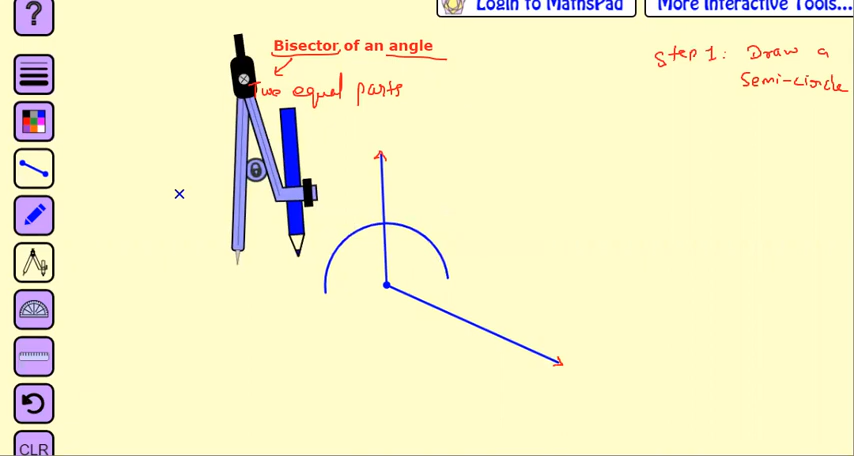 ?
Login to MathsPad
More Interactive Tools...
Bisector of an angle
Two equal parts
Step 1: Draw a
Semi-circle
CLR